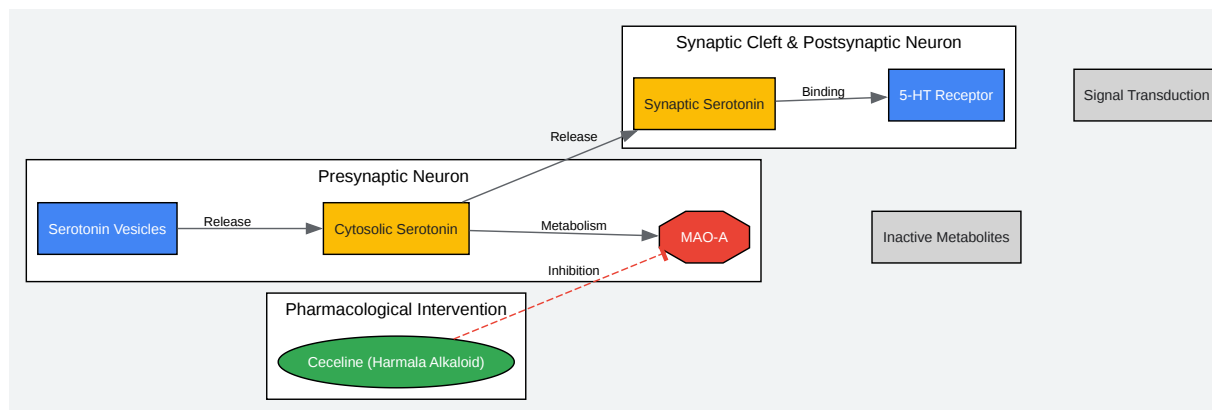 Synaptic Cleft & Postsynaptic Neuron
Synaptic Serotonin
Binding
5-HT Receptor
Signal Transduction
Release
Presynaptic Neuron
Serotonin Vesicles
Release
Cytosolic Serotonin
Metabolism
MAO-A
Inactive Metabolites
Inhibition
Pharmacological Intervention
Ceceline (Harmala Alkaloid)